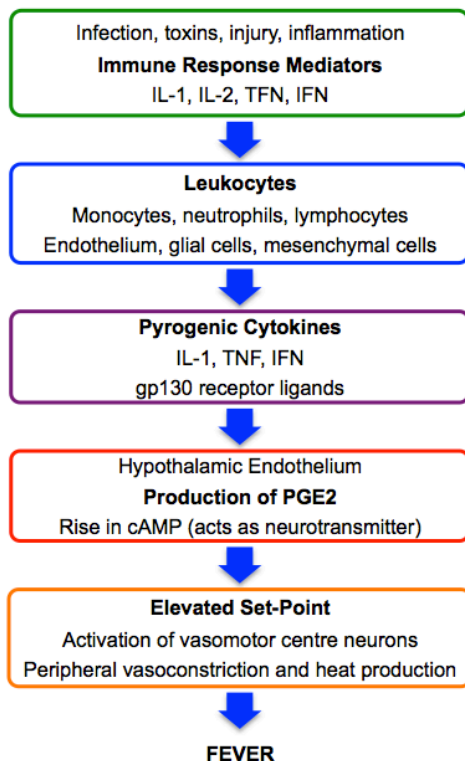 Infection, toxins, injury, inflammation
Immune Response Mediators
IL-1, IL-2, TFN, IFN
Leukocytes
Monocytes, neutrophils, lymphocytes
Endothelium, glial cells, mesenchymal cells
Pyrogenic Cytokines
IL-1, TNF, IFN
gp130 receptor ligands
Hypothalamic Endothelium
Production of PGE2
Rise in cAMP (acts as neurotransmitter)
Elevated Set-Point
Activation of vasomotor centre neurons
Peripheral vasoconstriction and heat production
FEVER